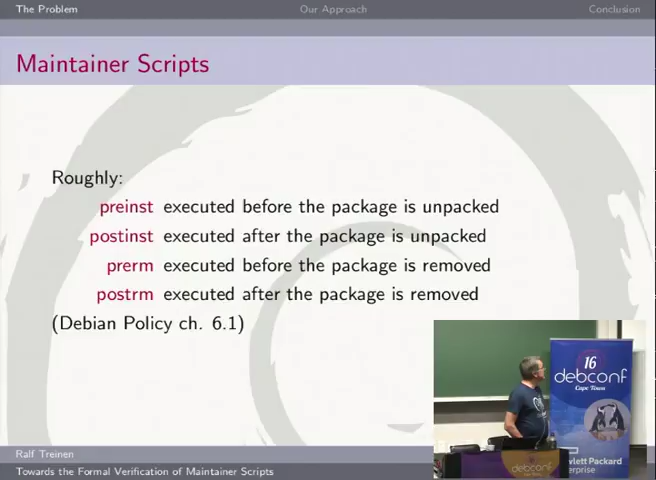 The Problem
Our Approach
Conclusion
Maintainer Scripts
Roughly:
preinst executed before the package is unpacked
postinst executed after the package is unpacked
prerm executed before the package is removed
postrm executed after the package is removed
(Debian Policy ch. 6.1)
16
debconf
Cape Town
Packard
debconf
Ralf Treinen
Towards the Formal Verification of Maintainer Scripts